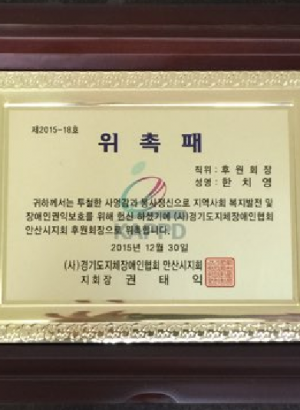 제2015-18호
위촉패
직위:후원회장
성명:한치영
귀하께서는 투철한 사명감과 봉사정신으로 지역사회 복지발전 및
장애인권익보호를 위해 헌신 하셨기에 (사)경기도지체장애인협회
안산시지회 후원회장으로 위촉합니다.
2015년 12월 30일
(사)경기도지체장애인협회 안산시지회
지회장 권태익